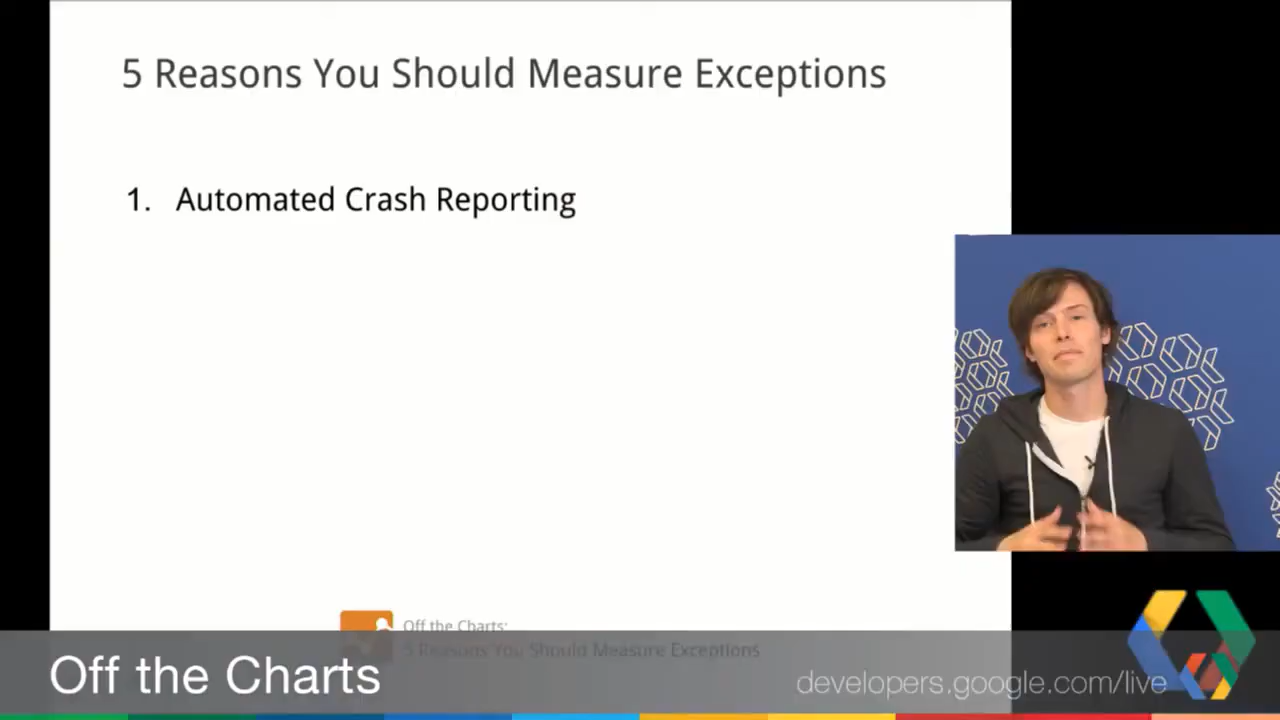 5 Reasons You Should Measure Exceptions
1. Automated Crash Reporting
Off the Charts:
5 Reasons You Should Measure Exceptions
Off the Charts
developers.google.com/live